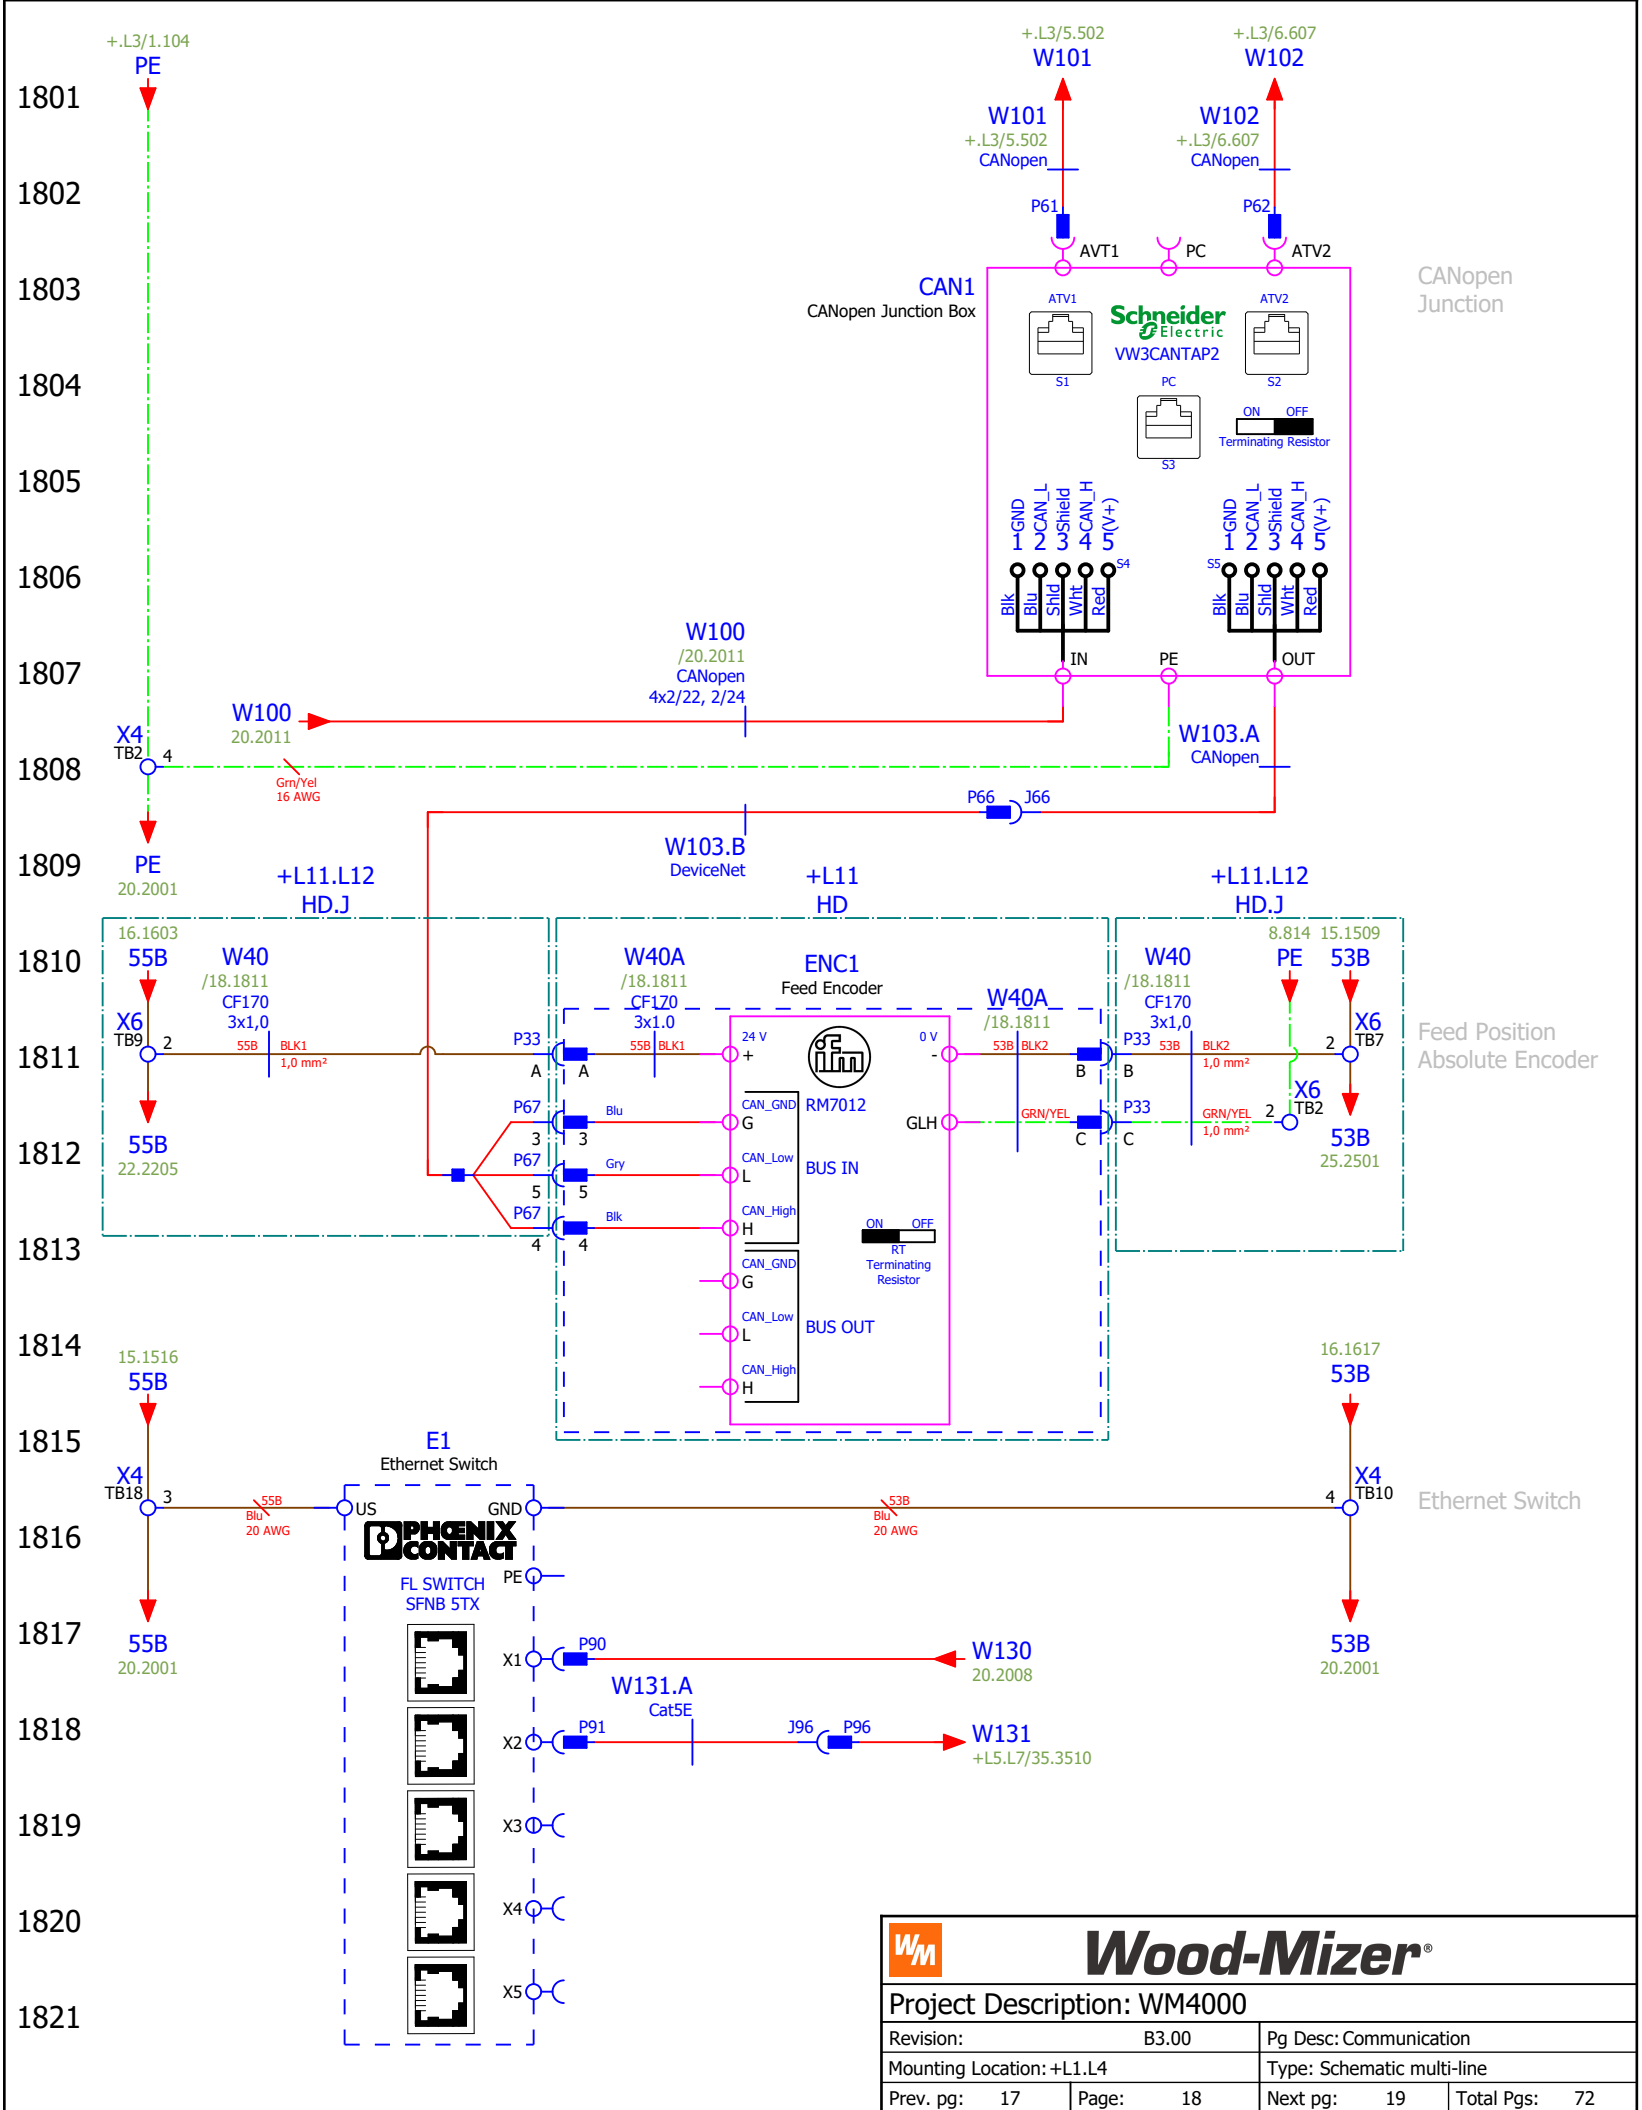 +.L3/1.104
PE
+.L3/5.502
W101
+.L3/6.607
W102
1801
W101
+.L3/5.502
CANopen
W102
+.L3/6.607
CANopen
1802
P61
P62
AVT1
PC
ATV2
1803
CAN1
CANopen Junction Box
ATV1
Schneider
Electric
VW3CANTAP2
ATV2
CANopen
Junction
1804
S1
PC
S2
ON OFF
Terminating Resistor
S3
1805
GND CAN_L Shield CAN_H (V+)
1 2 3 4 5
S4
GND CAN_L Shield CAN_H (V+)
1 2 3 4 5
S5
1806
Blk Blu Shld Wht Red
Blk Blu Shld Wht Red
IN
PE
OUT
1807
W100
/20.2011
CANopen
4x2/22, 2/24
W100
20.2011
W103.A
CANopen
1808
X4
TB2
4
Grn/Yel
16 AWG
P66 J66
1809
PE
20.2001
W103.B
DeviceNet
+L11.L12
HD.J
+L11
HD
+L11.L12
HD.J
1810
16.1603
55B
W40
/18.1811
CF170
3x1,0
W40A
/18.1811
CF170
3x1.0
ENC1
Feed Encoder
W40A
/18.1811
W40
/18.1811
CF170
3x1,0
8.814
PE
15.1509
53B
1811
X6
TB9
2
55B BLK1
1,0 mm²
P33
A A
55B BLK1
24 V
+
ifm
0 V
-
53B BLK2
P33
B B
53B BLK2
1,0 mm²
2
X6
TB7
Feed Position
Absolute Encoder
55B
22.2205
P67
3 3
Blu
CAN_GND
G
RM7012
GLH
GRN/YEL
P33
C C
GRN/YEL
1,0 mm²
2
X6
TB2
53B
25.2501
1812
P67
5 5
Gry
CAN_Low
L
BUS IN
P67
4 4
Blk
CAN_High
H
ON OFF
RT
Terminating
Resistor
1813
CAN_GND
G
CAN_Low
L
BUS OUT
CAN_High
H
1814
15.1516
55B
16.1617
53B
1815
E1
Ethernet Switch
X4
TB18
3
55B
Blu
20 AWG
US
GND
53B
Blu
20 AWG
4
X4
TB10
Ethernet Switch
1816
PHŒNIX
CONTACT
PE
FL SWITCH
SFNB 5TX
1817
55B
20.2001
X1
P90
W130
20.2008
53B
20.2001
1818
W131.A
Cat5E
X2
P91
J96 P96
W131
+L5.L7/35.3510
1819
X3
1820
X4
1821
X5
WM
Wood-Mizer®
Project Description: WM4000
Revision: B3.00
Pg Desc: Communication
Mounting Location: +L1.L4
Type: Schematic multi-line
Prev. pg: 17
Page: 18
Next pg: 19
Total Pgs: 72